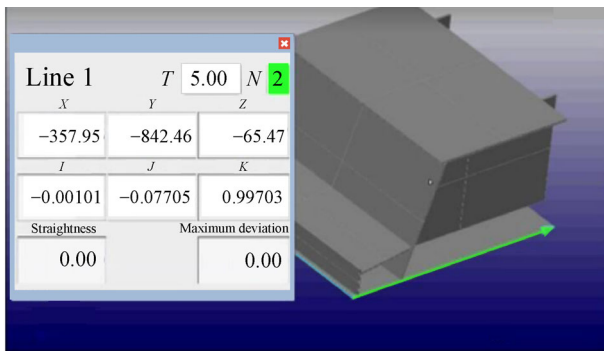 Line 1 T 5.00 N 2
X Y Z
−357.95 −842.46 −65.47
I J K
−0.00101 −0.07705 0.99703
Straightness Maximum deviation
0.00 0.00